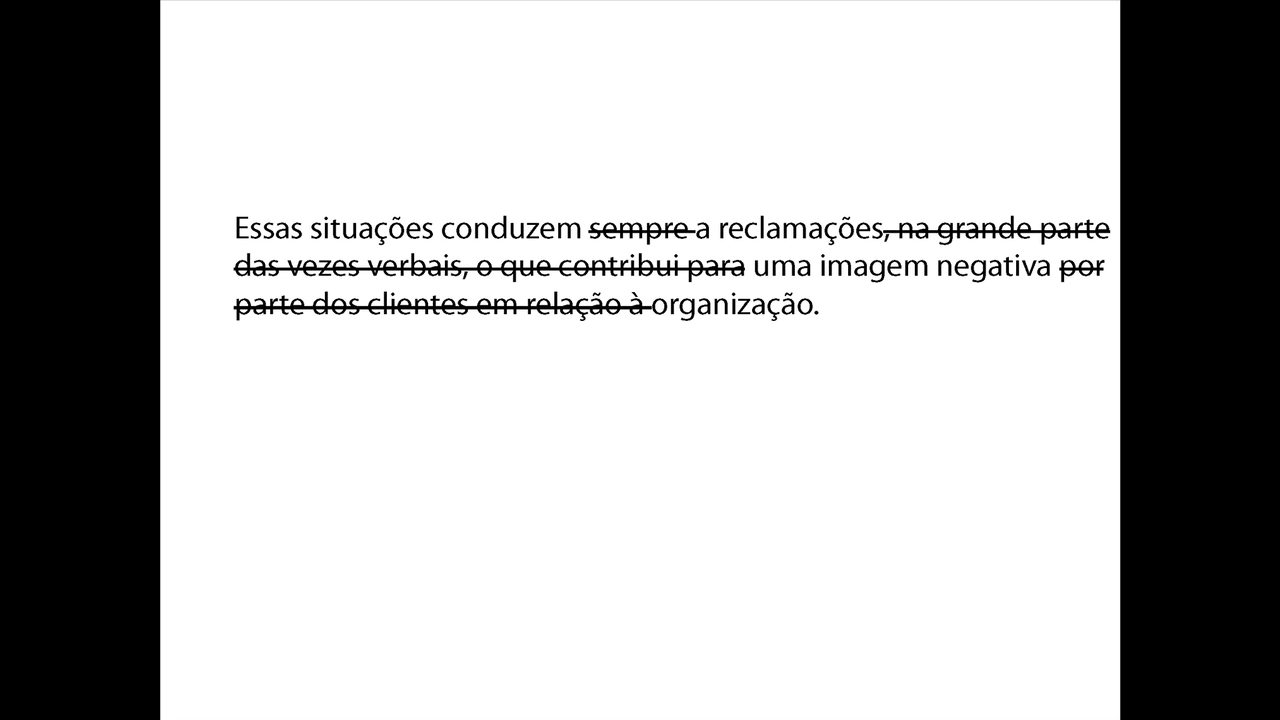 Essas situações conduzem sempre a reclamações, na grande parte
das vezes verbais, o que contribui para uma imagem negativa por
parte dos clientes em relação à organização.